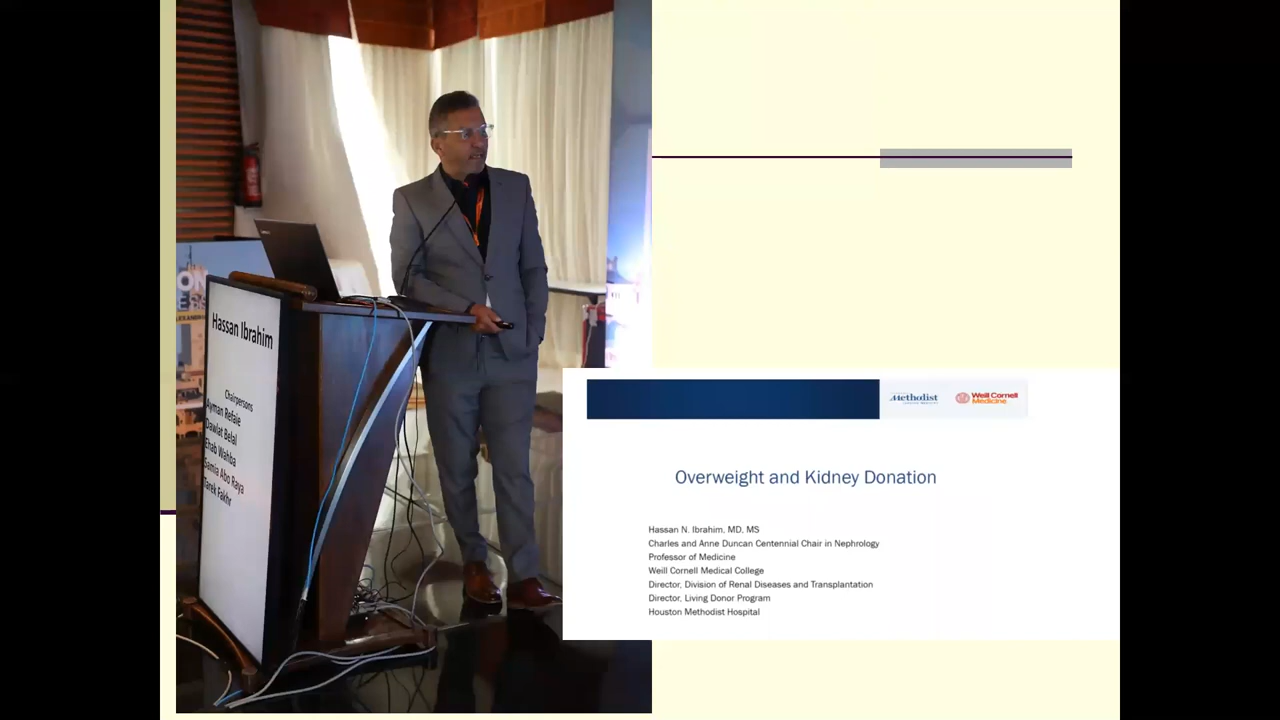 ON
ESS
Hassan Ibrahim
Chairpersons
Ayman Refaie
Dawlat Belal
Ehab Wahba
Samia Abo Raya
Tarek Fakhr
Methodist
Weill Cornell
Medicine
Overweight and Kidney Donation
Hassan N. Ibrahim, MD, MS
Charles and Anne Duncan Centennial Chair in Nephrology
Professor of Medicine
Weill Cornell Medical College
Director, Division of Renal Diseases and Transplantation
Director, Living Donor Program
Houston Methodist Hospital